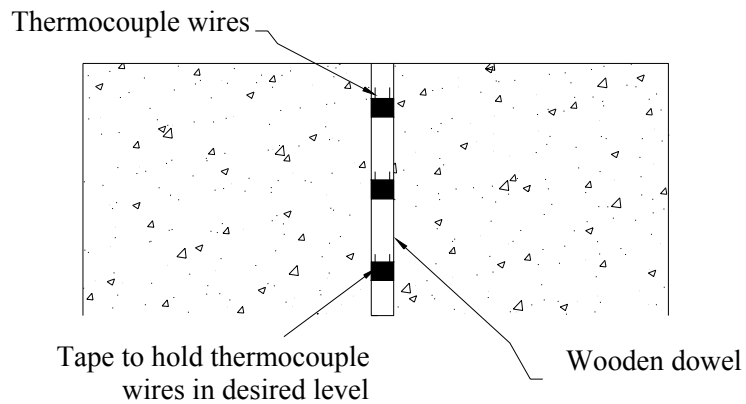 Thermocouple wires
Tape to hold thermocouple
wires in desired level
Wooden dowel